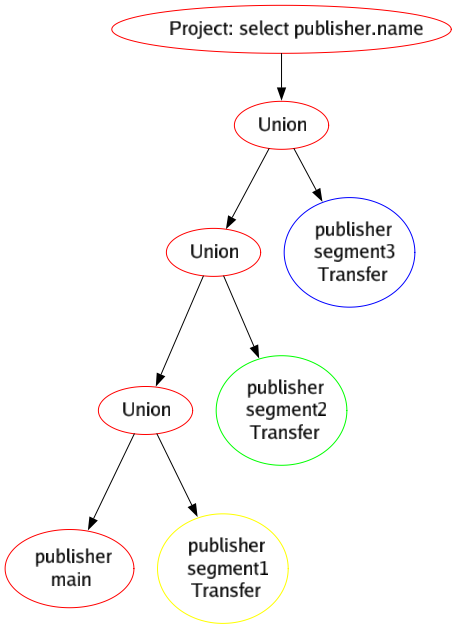 Project: select publisher.name
Union
Union
publisher
segment3
Transfer
Union
publisher
segment2
Transfer
publisher
main
publisher
segment1
Transfer